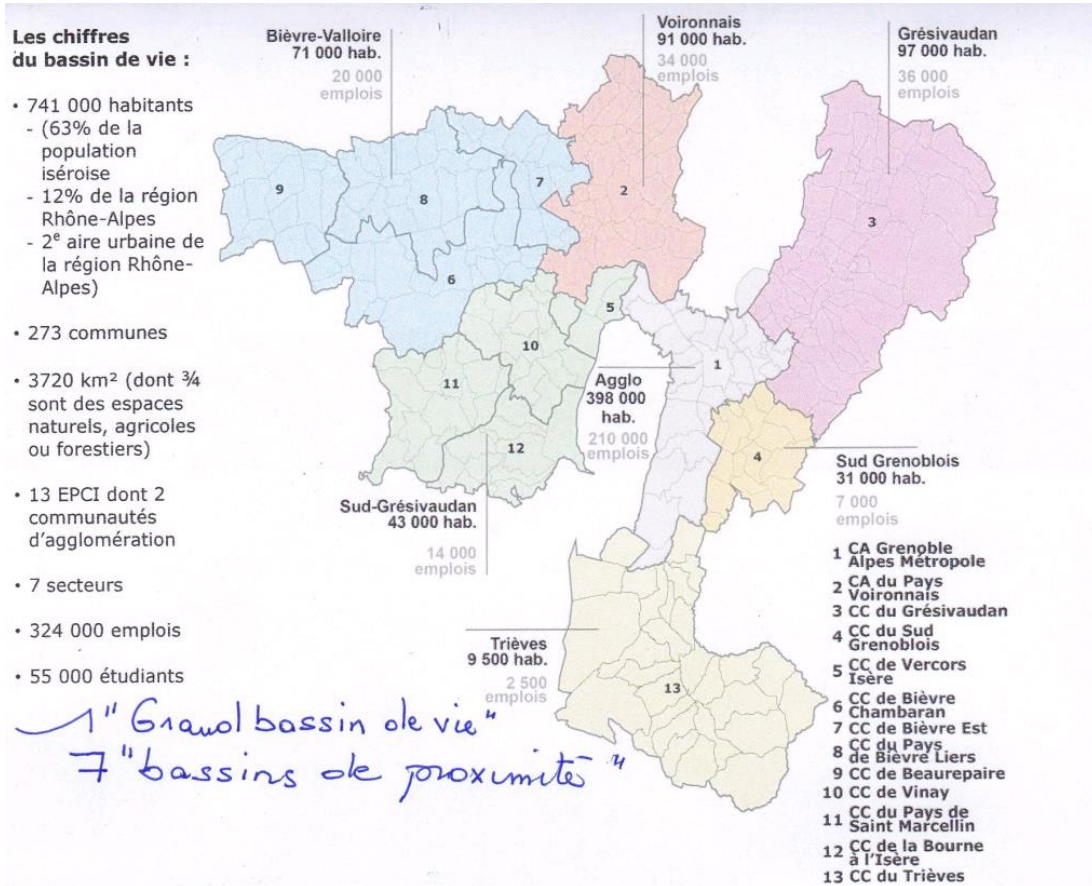 Les chiffres
du bassin de vie :
• 741 000 habitants
- (63% de la
population
iséroise
- 12% de la région
Rhône-Alpes
- 2e aire urbaine de
la région Rhône-
Alpes)
• 273 communes
• 3720 km² (dont ¾
sont des espaces
naturels, agricoles
ou forestiers)
• 13 EPCI dont 2
communautés
d'agglomération
• 7 secteurs
• 324 000 emplois
• 55 000 étudiants
1 "Grand bassin de vie"
7 "bassins de proximité"
Bièvre-Valloire
71 000 hab.
20 000
emplois
Voironnais
91 000 hab.
34 000
emplois
Grésivaudan
97 000 hab.
36 000
emplois
9
8
7
2
3
6
5
10
1
11
12
4
13
Agglo
398 000
hab.
210 000
emplois
Sud Grenoblois
31 000 hab.
7 000
emplois
Sud-Grésivaudan
43 000 hab.
14 000
emplois
Trièves
9 500 hab.
2 500
emplois
1 CA Grenoble
Alpes Métropole
2 CA du Pays
Voironnais
3 CC du Grésivaudan
4 CC du Sud
Grenoblois
5 CC de Vercors
Isère
6 CC de Bièvre
Chambaran
7 CC de Bièvre Est
8 CC du Pays
de Bièvre Liers
9 CC de Beaurepaire
10 CC de Vinay
11 CC du Pays de
Saint Marcellin
12 CC de la Bourne
à l'Isère
13 CC du Trièves